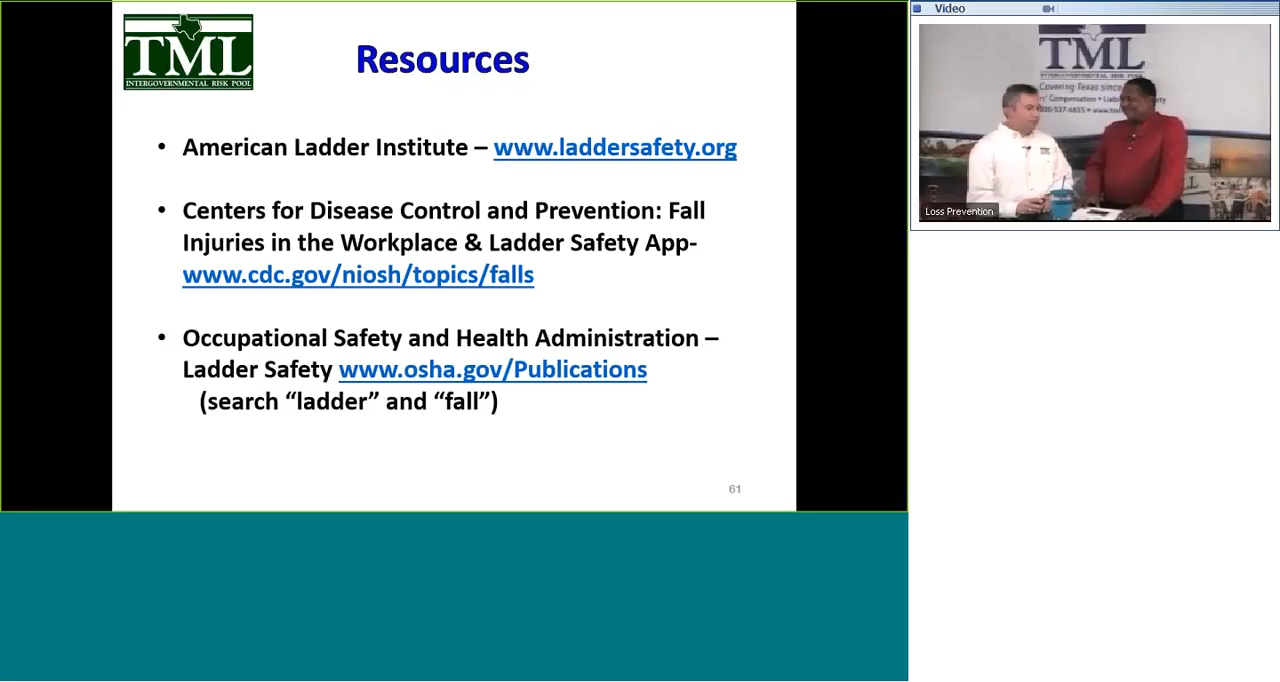 TML
INTERGOVERNMENTAL RISK POOL
Resources
• American Ladder Institute – www.laddersafety.org
• Centers for Disease Control and Prevention: Fall
Injuries in the Workplace & Ladder Safety App-
www.cdc.gov/niosh/topics/falls
• Occupational Safety and Health Administration –
Ladder Safety www.osha.gov/Publications
(search “ladder” and “fall”)
61
Video
TML
INTERGOVERNMENTAL RISK POOL
Covering Texas since
Compensation • 
Loss Prevention